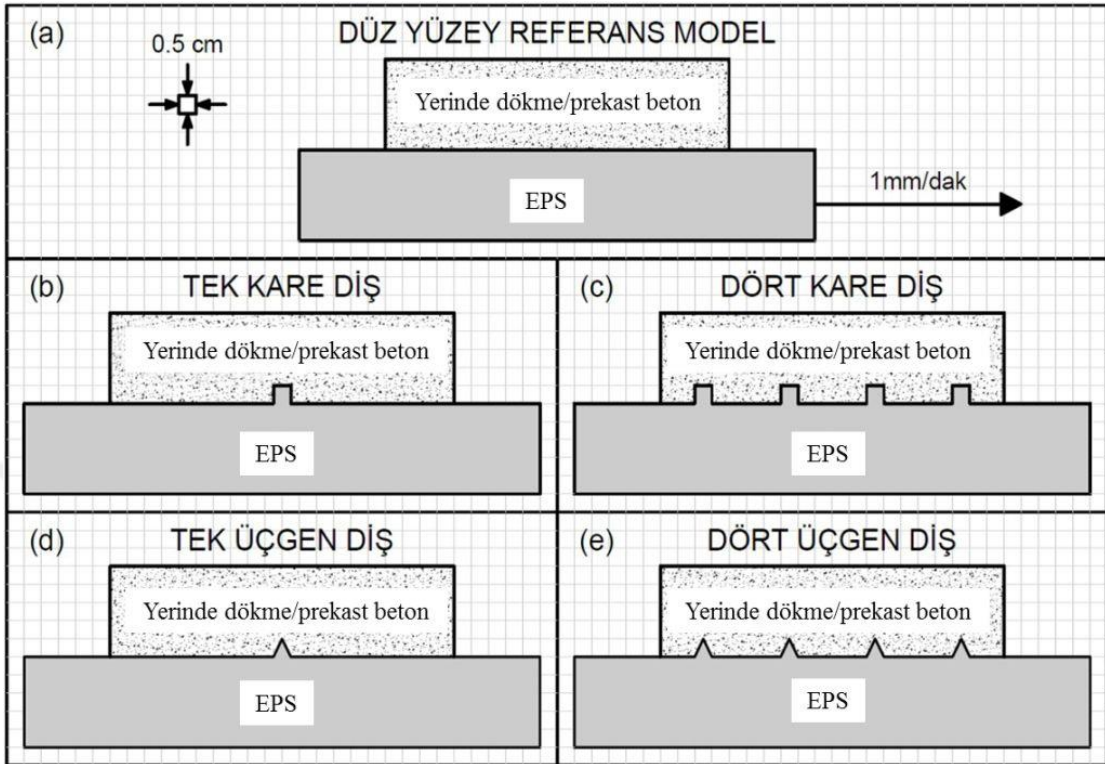 (a)
DÜZ YÜZEY REFERANS MODEL
0.5 cm
Yerinde dökme/prekast beton
EPS
1mm/dak
(b)
TEK KARE DİŞ
Yerinde dökme/prekast beton
EPS
(c)
DÖRT KARE DİŞ
Yerinde dökme/prekast beton
EPS
(d)
TEK ÜÇGEN DİŞ
Yerinde dökme/prekast beton
EPS
(e)
DÖRT ÜÇGEN DİŞ
Yerinde dökme/prekast beton
EPS